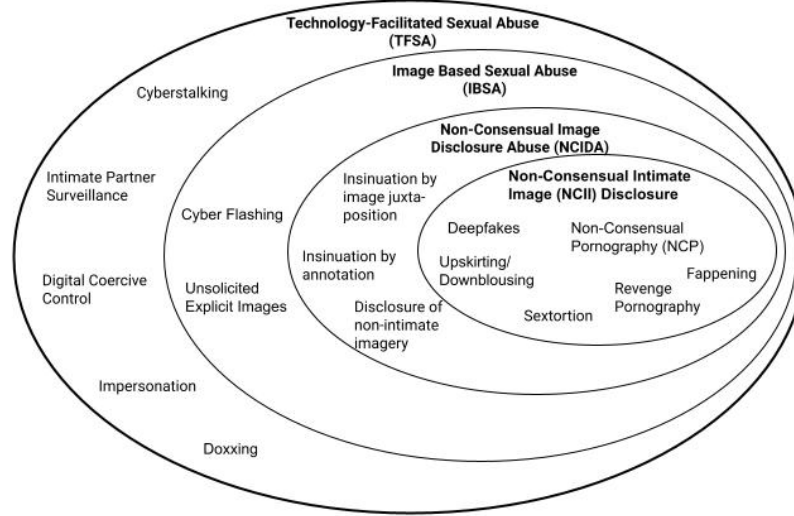 Technology-Facilitated Sexual Abuse
(TFSA)
Image Based Sexual Abuse
(IBSA)
Cyberstalking
Non-Consensual Image
Disclosure Abuse (NCIDA)
Non-Consensual Intimate
Image (NCII) Disclosure
Intimate Partner
Surveillance
Insinuation by
image juxta-
position
Cyber Flashing
Deepfakes
Non-Consensual
Pornography (NCP)
Insinuation by
annotation
Upskirting/
Downblousing
Fappening
Digital Coercive
Control
Unsolicited
Explicit Images
Revenge
Pornography
Disclosure of
non-intimate
imagery
Sextortion
Impersonation
Doxxing